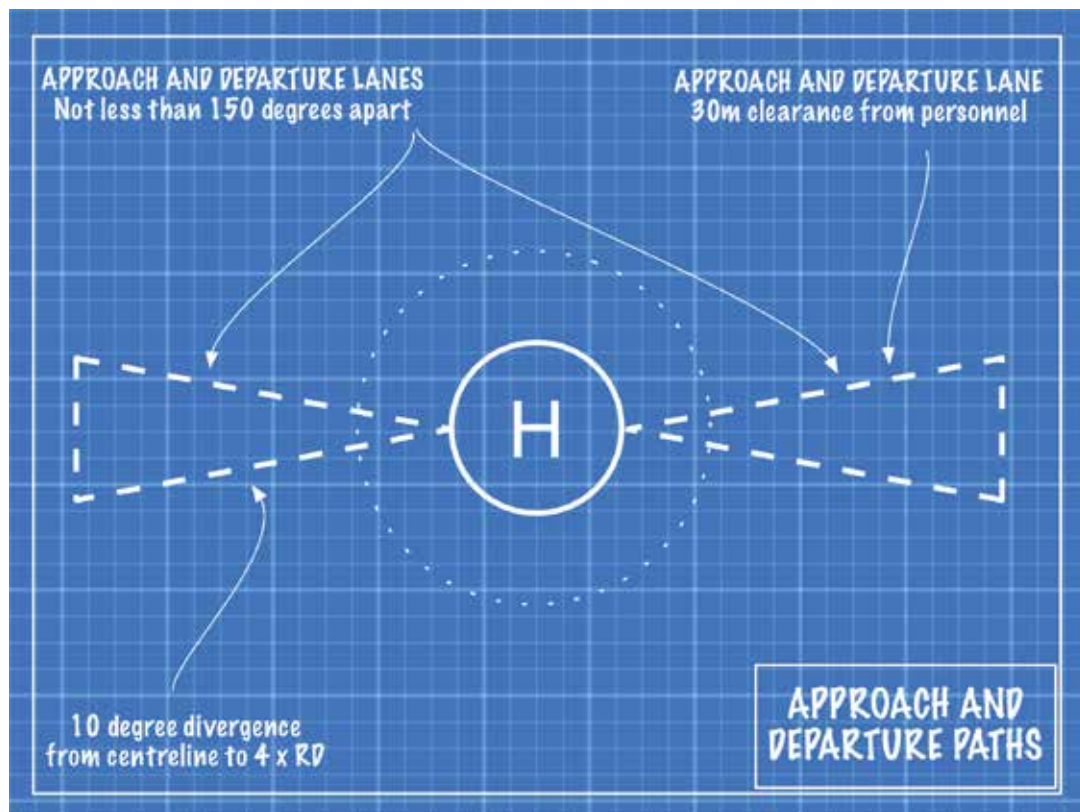 APPROACH AND DEPARTURE LANES
Not less than 150 degrees apart
APPROACH AND DEPARTURE LANE
30m clearance from personnel
H
10 degree divergence
from centreline to 4 x RD
APPROACH AND
DEPARTURE PATHS